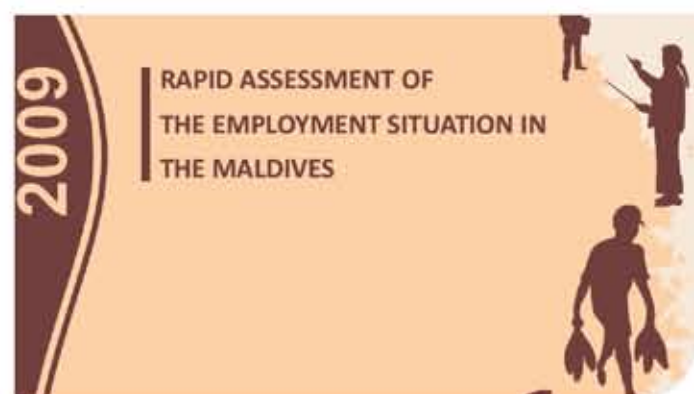 2009
RAPID ASSESSMENT OF
THE EMPLOYMENT SITUATION IN
THE MALDIVES